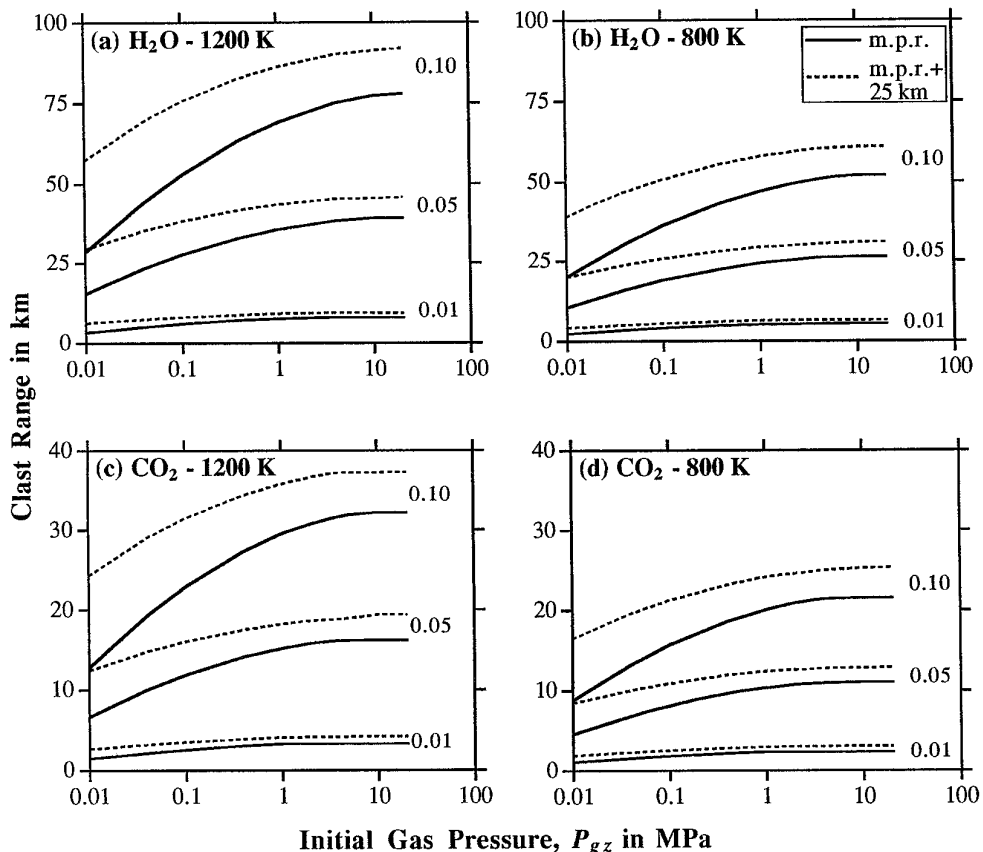 (a) H₂O - 1200 K
(b) H₂O - 800 K
m.p.r.
m.p.r.+
25 km
100
75
50
25
0
0.10
0.05
0.01
0.01 0.1 1 10 100
100
75
50
25
0
0.10
0.05
0.01
0.01 0.1 1 10 100
Clast Range in km
(c) CO₂ - 1200 K
40
30
20
10
0
0.10
0.05
0.01
0.01 0.1 1 10 100
(d) CO₂ - 800 K
40
30
20
10
0
0.10
0.05
0.01
0.01 0.1 1 10 100
Initial Gas Pressure, P_gz in MPa